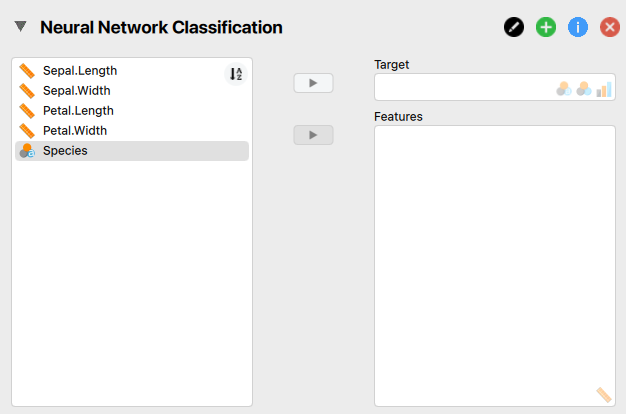 Neural Network Classification
Sepal.Length
Sepal.Width
Petal.Length
Petal.Width
Species
Target
Features